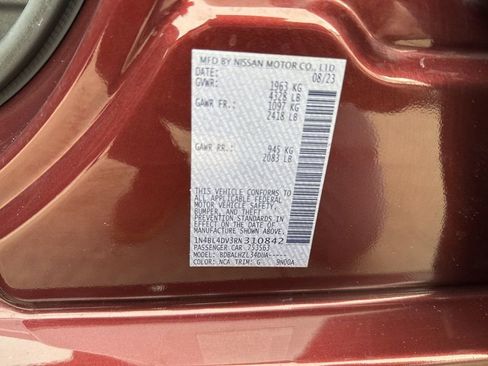 MFD BY NISSAN MOTOR CO., LTD.
DATE: 08/23
GVWR: 1963 KG
4328 LB
GAWR FR.: 1097 KG
2418 LB
GAWR RR.: 945 KG
2083 LB
THIS VEHICLE CONFORMS TO
ALL APPLICABLE FEDERAL
MOTOR VEHICLE SAFETY,
BUMPER, AND THEFT
PREVENTION STANDARDS
IN EFFECT ON THE DATE OF
MANUFACTURE SHOWN ABOVE.
1N4BL4DV3RN310842
PASSENGER CAR 753563
MODEL: BDBALHZL34DUA-----
COLOR: NCA TRIM: G 9N00A